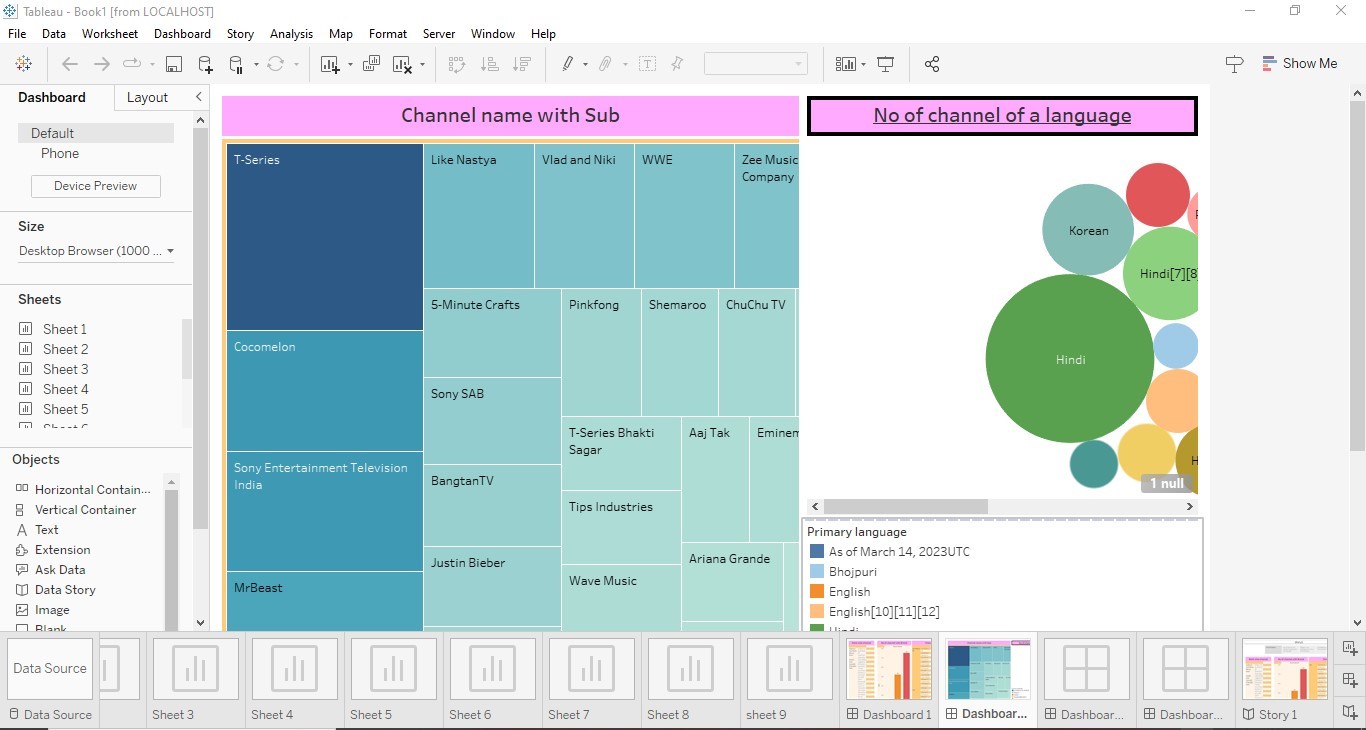 Tableau - Book1 [from LOCALHOST]
File Data Worksheet Dashboard Story Analysis Map Format Server Window Help
Show Me
Dashboard
Layout
Default
Phone
Device Preview
Size
Desktop Browser (1000 ...
Sheets
Sheet 1
Sheet 2
Sheet 3
Sheet 4
Sheet 5
Objects
Horizontal Contain...
Vertical Container
Text
Extension
Ask Data
Data Story
Image
Blank
Channel name with Sub
T-Series
Cocomelon
Sony Entertainment Television
India
MrBeast
Like Nastya
Vlad and Niki
WWE
Zee Music
Company
5-Minute Crafts
Sony SAB
BangtanTV
Justin Bieber
Pinkfong
Shemaroo
ChuChu TV
T-Series Bhakti
Sagar
Tips Industries
Wave Music
Aaj Tak
Eminem
Ariana Grande
No of channel of a language
Korean
Hindi[7][8]
Hindi
H
1 null
Primary language
As of March 14, 2023UTC
Bhojpuri
English
English[10][11][12]
Hindi
Data Source
Data Source
Sheet 3
Sheet 4
Sheet 5
Sheet 6
Sheet 7
Sheet 8
sheet 9
Dashboard 1
Dashboar...
Dashboar...
Dashboar...
Story 1